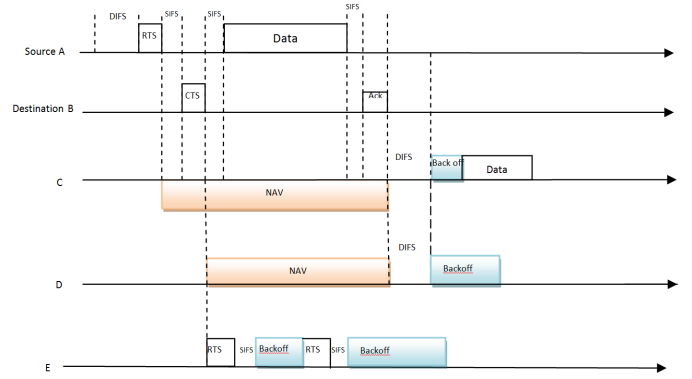 SIFS
DIFS SIFS SIFS
RTS Data
Source A
CTS Ack
Destination B
DIFS Back off Data
C
NAV
DIFS
NAV Backoff
D
RTS SIFS Backoff RTS SIFS Backoff
E